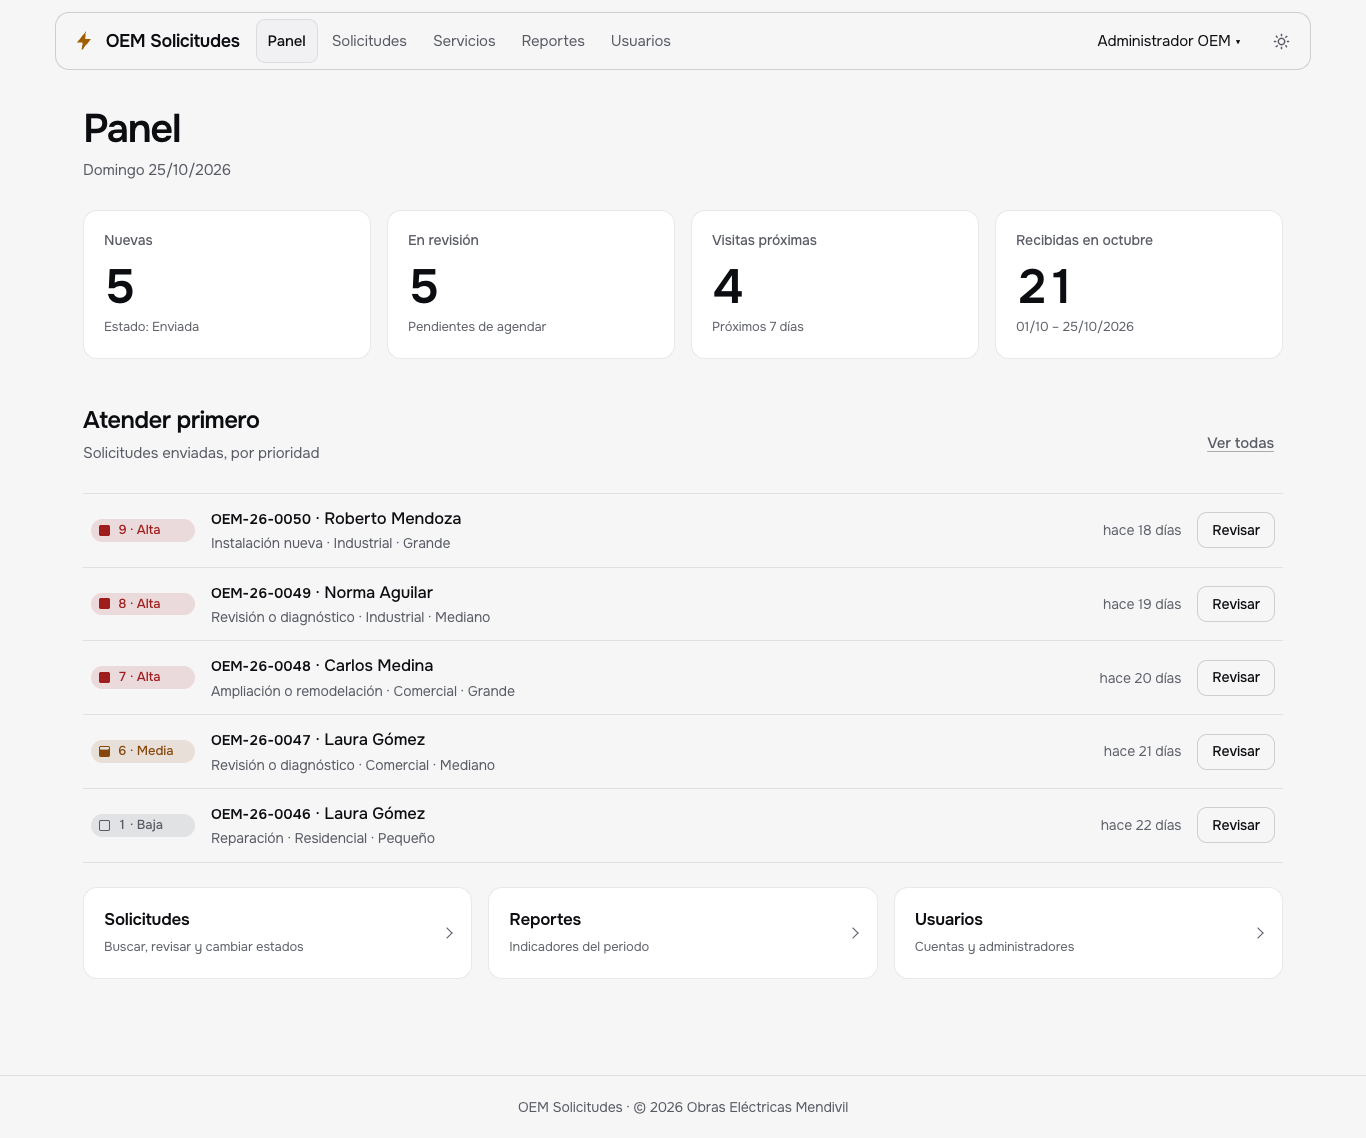 OEM Solicitudes Panel Solicitudes Servicios Reportes Usuarios Administrador OEM ▾
Panel
Domingo 25/10/2026
Nuevas
5
Estado: Enviada
En revisión
5
Pendientes de agendar
Visitas próximas
4
Próximos 7 días
Recibidas en octubre
21
01/10 – 25/10/2026
Atender primero
Solicitudes enviadas, por prioridad
Ver todas
9 · Alta
OEM-26-0050 · Roberto Mendoza
Instalación nueva · Industrial · Grande
hace 18 días
Revisar
8 · Alta
OEM-26-0049 · Norma Aguilar
Revisión o diagnóstico · Industrial · Mediano
hace 19 días
Revisar
7 · Alta
OEM-26-0048 · Carlos Medina
Ampliación o remodelación · Comercial · Grande
hace 20 días
Revisar
6 · Media
OEM-26-0047 · Laura Gómez
Revisión o diagnóstico · Comercial · Mediano
hace 21 días
Revisar
1 · Baja
OEM-26-0046 · Laura Gómez
Reparación · Residencial · Pequeño
hace 22 días
Revisar
Solicitudes
Buscar, revisar y cambiar estados
Reportes
Indicadores del periodo
Usuarios
Cuentas y administradores
OEM Solicitudes · © 2026 Obras Eléctricas Mendivil